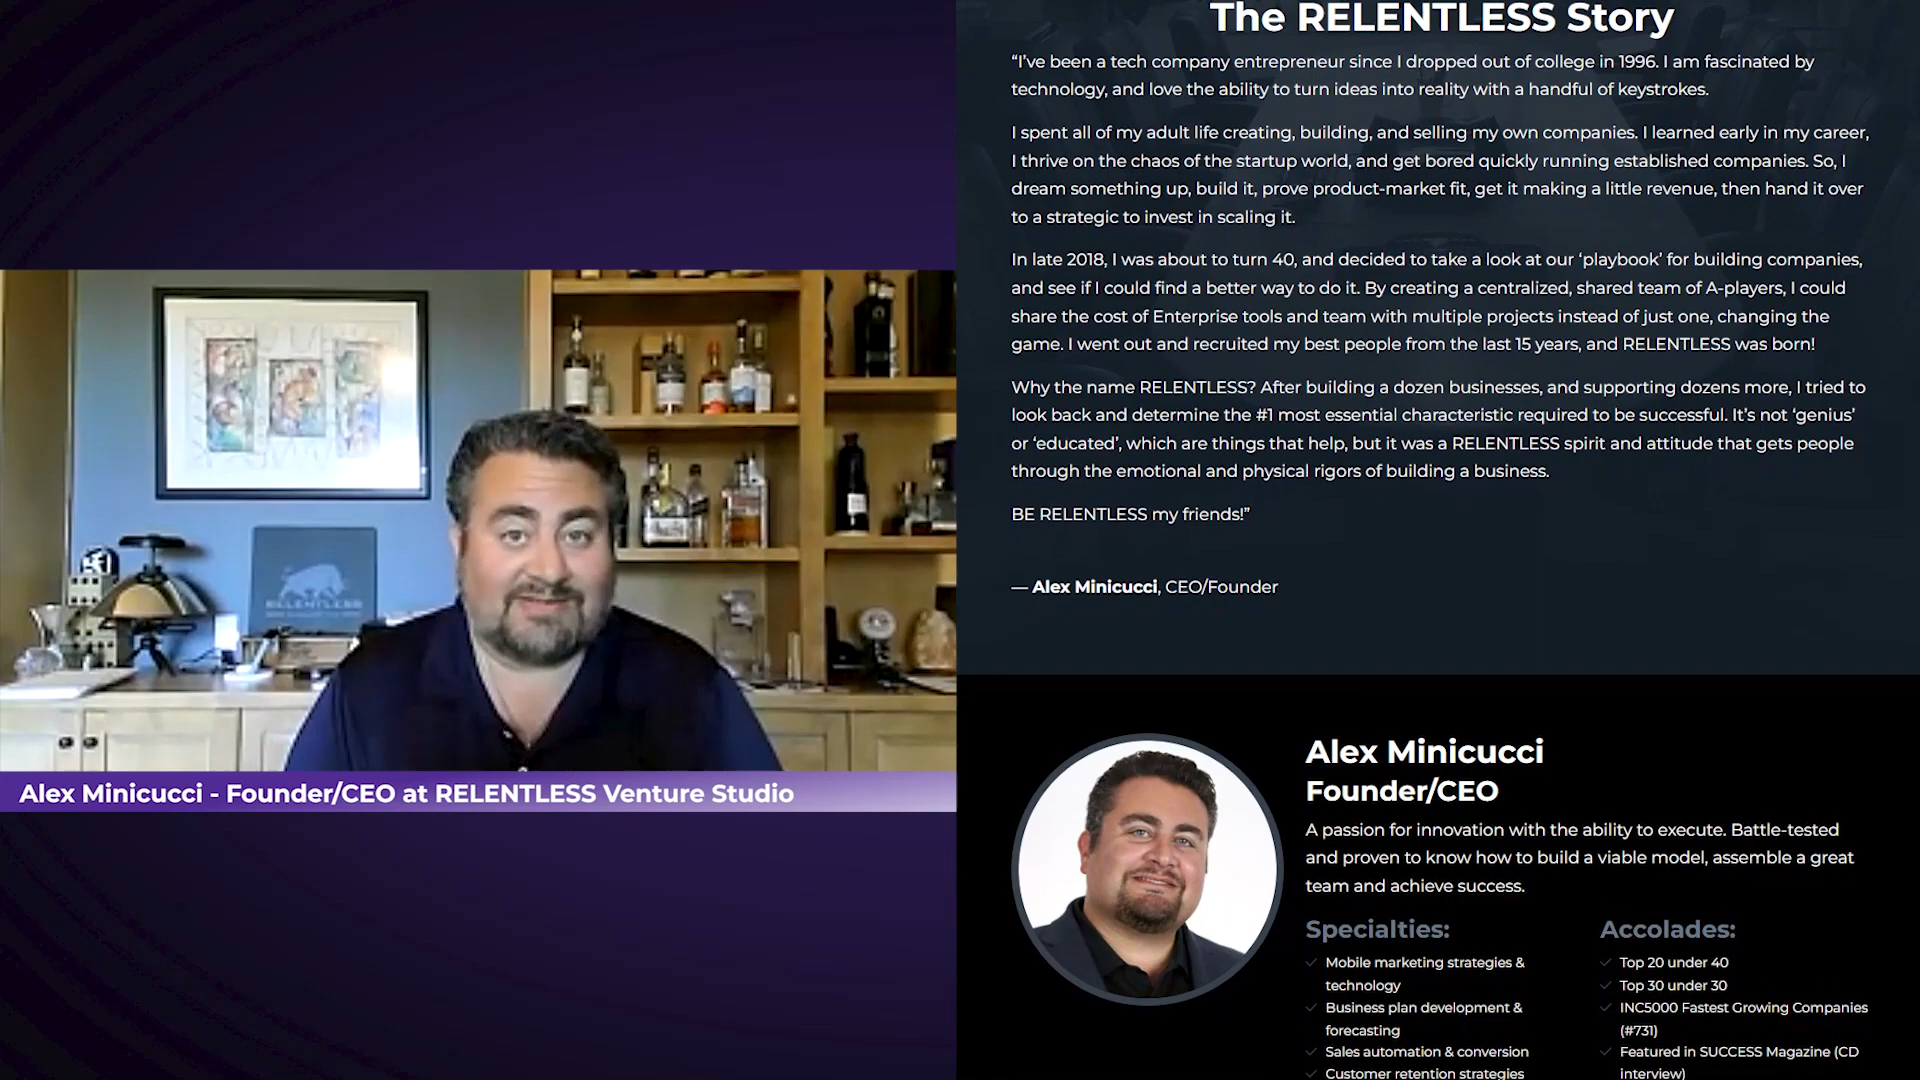 RELENTLESS
Alex Minicucci - Founder/CEO at RELENTLESS Venture Studio
The RELENTLESS Story
“I’ve been a tech company entrepreneur since I dropped out of college in 1996. I am fascinated by
technology, and love the ability to turn ideas into reality with a handful of keystrokes.
I spent all of my adult life creating, building, and selling my own companies. I learned early in my career,
I thrive on the chaos of the startup world, and get bored quickly running established companies. So, I
dream something up, build it, prove product-market fit, get it making a little revenue, then hand it over
to a strategic to invest in scaling it.
In late 2018, I was about to turn 40, and decided to take a look at our ‘playbook’ for building companies,
and see if I could find a better way to do it. By creating a centralized, shared team of A-players, I could
share the cost of Enterprise tools and team with multiple projects instead of just one, changing the
game. I went out and recruited my best people from the last 15 years, and RELENTLESS was born!
Why the name RELENTLESS? After building a dozen businesses, and supporting dozens more, I tried to
look back and determine the #1 most essential characteristic required to be successful. It’s not ‘genius’
or ‘educated’, which are things that help, but it was a RELENTLESS spirit and attitude that gets people
through the emotional and physical rigors of building a business.
BE RELENTLESS my friends!”
— Alex Minicucci, CEO/Founder
Alex Minicucci
Founder/CEO
A passion for innovation with the ability to execute. Battle-tested
and proven to know how to build a viable model, assemble a great
team and achieve success.
Specialties:
Mobile marketing strategies &
technology
Business plan development &
forecasting
Sales automation & conversion
Customer retention strategies
Accolades:
Top 20 under 40
Top 30 under 30
INC5000 Fastest Growing Companies
(#731)
Featured in SUCCESS Magazine (CD
interview)